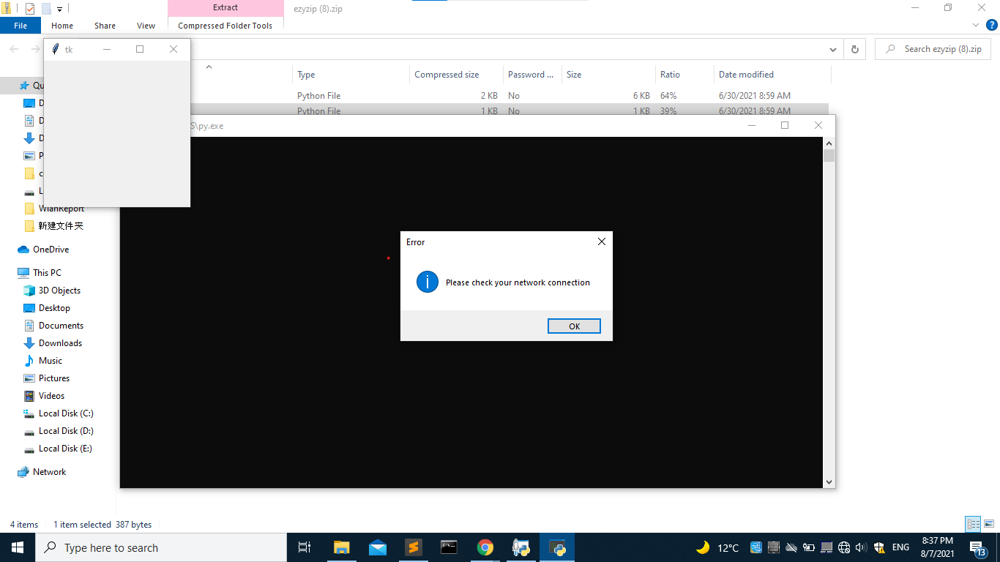 Extract
ezyzip (8).zip
File
Home
Share
View
Compressed Folder Tools
tk
Search ezyzip (8).zip
Type
Compressed size
Password ...
Size
Ratio
Date modified
Python File
2 KB
No
6 KB
64%
6/30/2021 8:59 AM
Python File
1 KB
No
1 KB
39%
6/30/2021 8:59 AM
S\py.exe
Qu
D
D
D
P
c
L
WlanReport
新建文件夹
OneDrive
This PC
3D Objects
Desktop
Documents
Downloads
Music
Pictures
Videos
Local Disk (C:)
Local Disk (D:)
Local Disk (E:)
Network
Error
Please check your network connection
OK
4 items
1 item selected 387 bytes
Type here to search
12°C
ENG
8:37 PM
8/7/2021
13